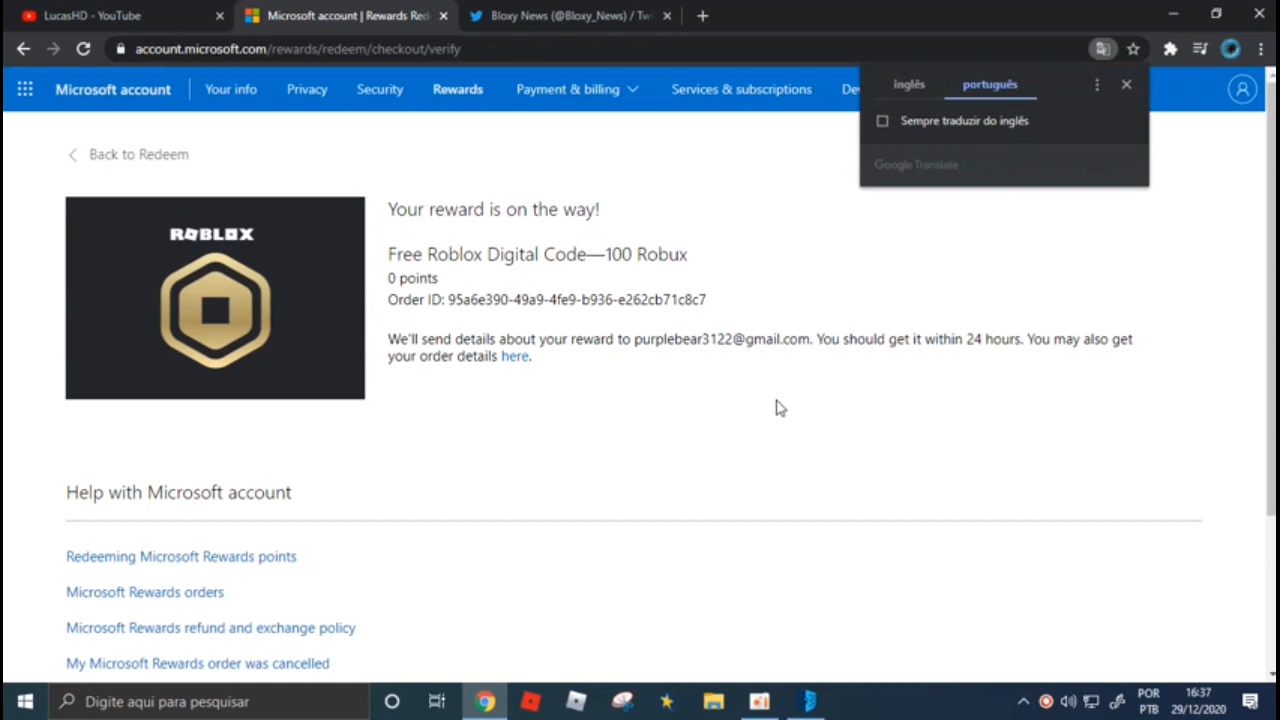 LucasHD - YouTube
Microsoft account | Rewards Red
Bloxy News (@Bloxy_News) / Tw
account.microsoft.com/rewards/redeem/checkout/verify
Microsoft account
Your info
Privacy
Security
Rewards
Payment & billing
Services & subscriptions
De
inglês
português
Sempre traduzir do inglês
Google Translate
Back to Redeem
ROBLOX
Your reward is on the way!
Free Roblox Digital Code—100 Robux
0 points
Order ID: 95a6e390-49a9-4fe9-b936-e262cb71c8c7
We'll send details about your reward to purplebear3122@gmail.com. You should get it within 24 hours. You may also get
your order details here.
Help with Microsoft account
Redeeming Microsoft Rewards points
Microsoft Rewards orders
Microsoft Rewards refund and exchange policy
My Microsoft Rewards order was cancelled
Digite aqui para pesquisar
POR
PTB
16:37
29/12/2020